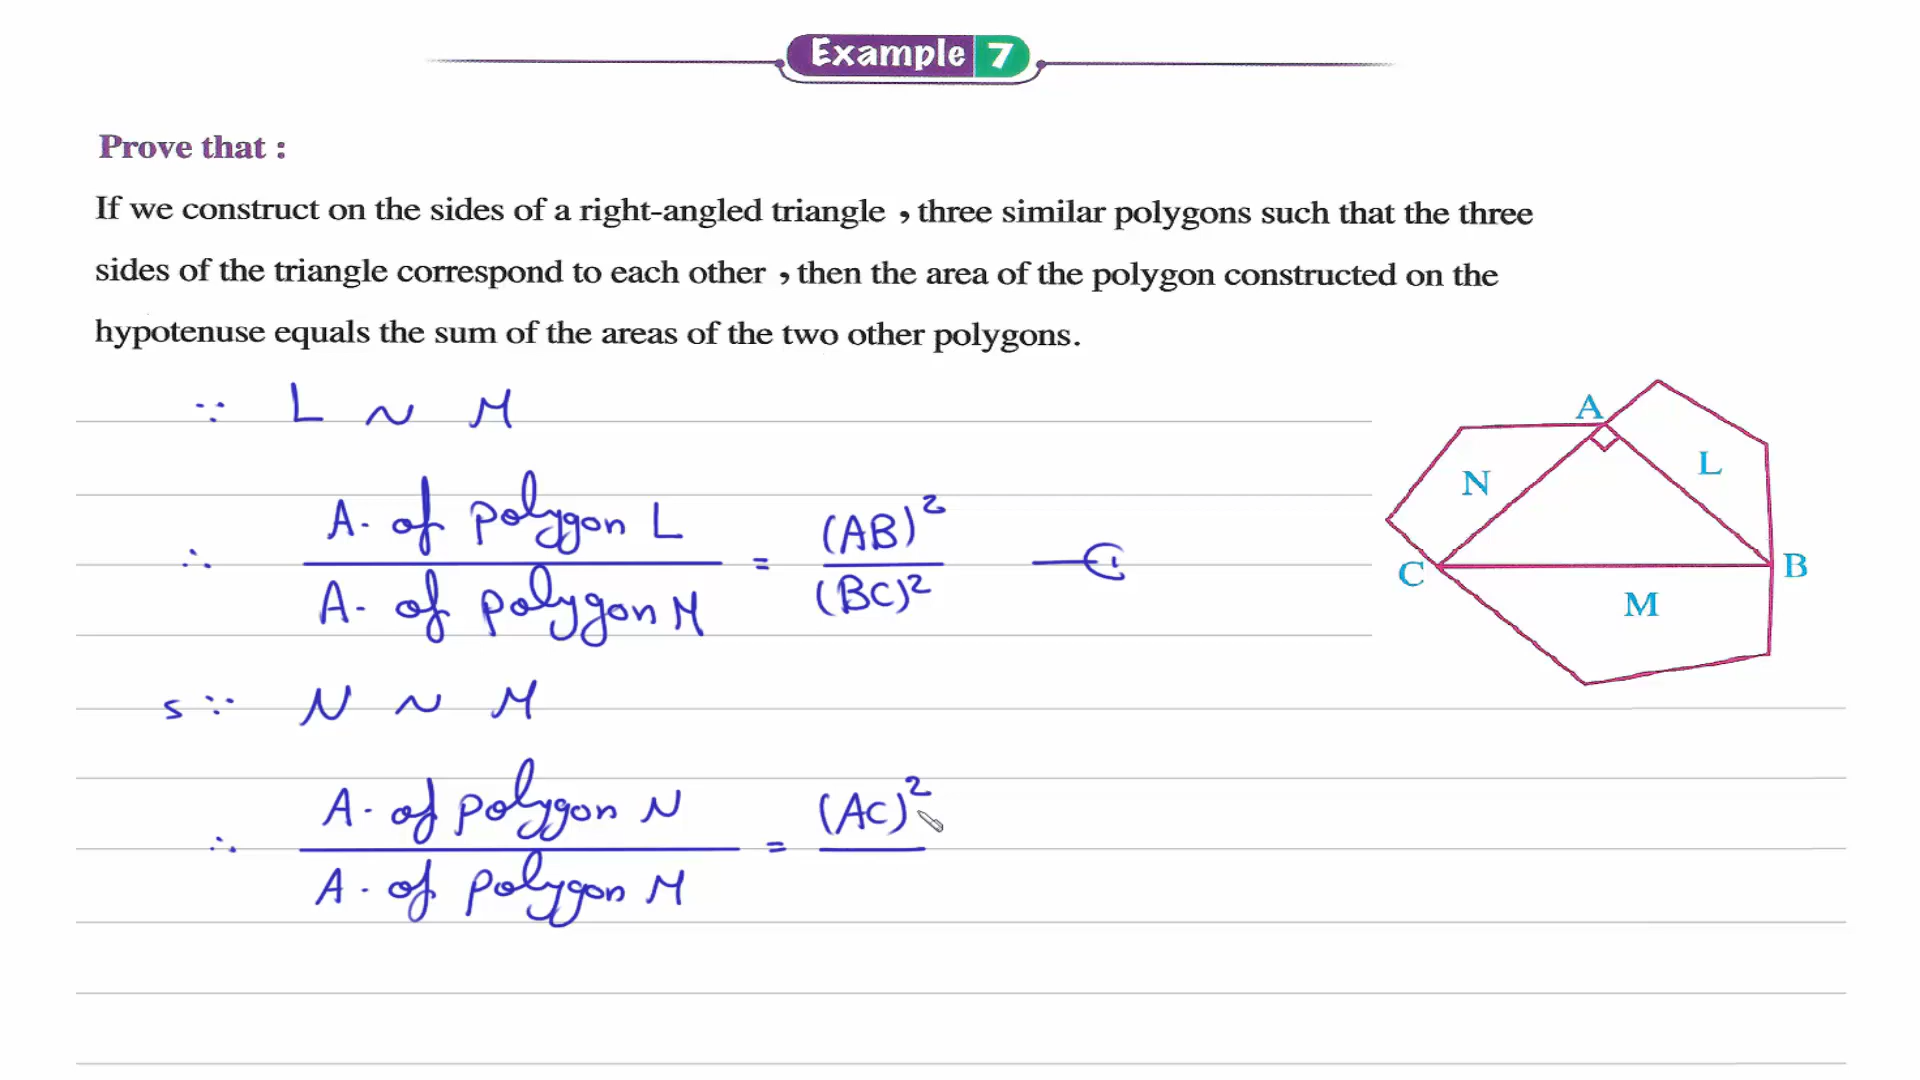 Example 7
Prove that :
If we construct on the sides of a right-angled triangle , three similar polygons such that the three
sides of the triangle correspond to each other , then the area of the polygon constructed on the
hypotenuse equals the sum of the areas of the two other polygons.
∵ L ~ M
∴ A. of polygon L / A. of polygon M = (AB)² / (BC)² — ①
, ∵ N ~ M
∴ A. of polygon N / A. of polygon M = (AC)² /
A
L
N
C
B
M